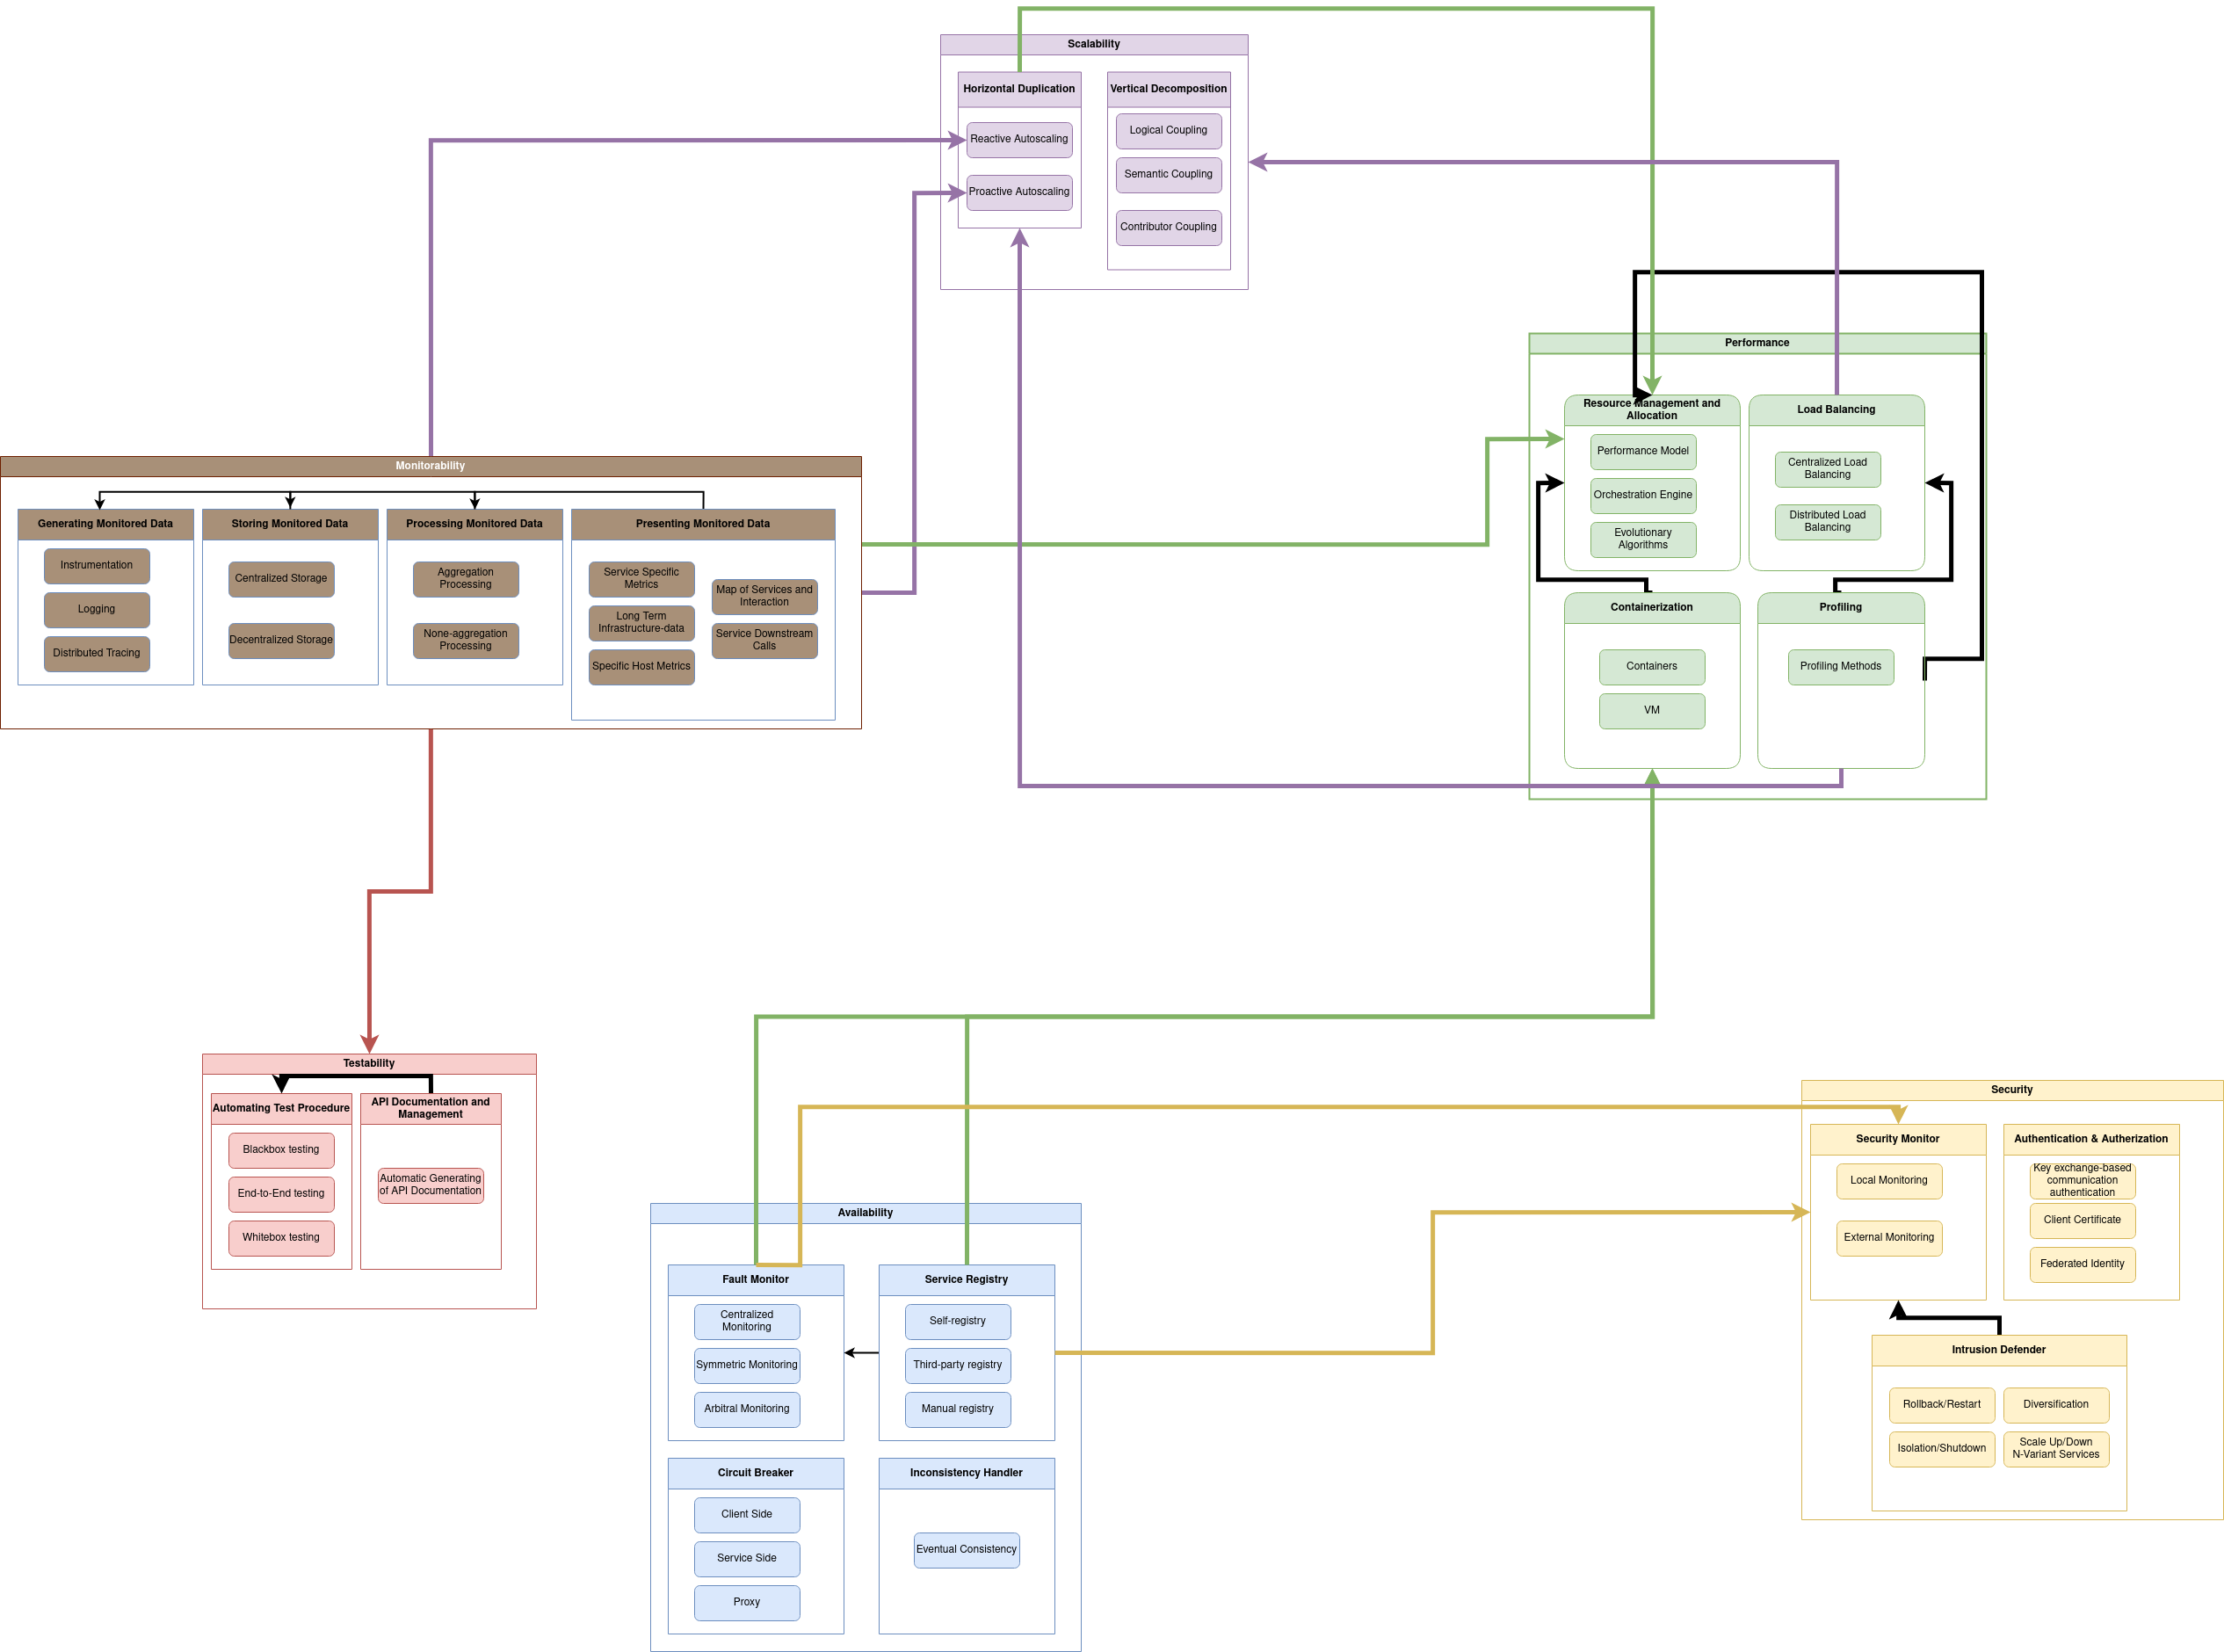 Scalability
Horizontal Duplication
Reactive Autoscaling
Proactive Autoscaling
Vertical Decomposition
Logical Coupling
Semantic Coupling
Contributor Coupling
Performance
Resource Management and
Allocation
Performance Model
Orchestration Engine
Evolutionary
Algorithms
Load Balancing
Centralized Load
Balancing
Distributed Load
Balancing
Containerization
Containers
VM
Profiling
Profiling Methods
Monitorability
Generating Monitored Data
Instrumentation
Logging
Distributed Tracing
Storing Monitored Data
Centralized Storage
Decentralized Storage
Processing Monitored Data
Aggregation
Processing
None-aggregation
Processing
Presenting Monitored Data
Service Specific
Metrics
Long Term
Infrastructure-data
Specific Host Metrics
Map of Services and
Interaction
Service Downstream
Calls
Testability
Automating Test Procedure
Blackbox testing
End-to-End testing
Whitebox testing
API Documentation and
Management
Automatic Generating
of API Documentation
Availability
Fault Monitor
Centralized
Monitoring
Symmetric Monitoring
Arbitral Monitoring
Service Registry
Self-registry
Third-party registry
Manual registry
Circuit Breaker
Client Side
Service Side
Proxy
Inconsistency Handler
Eventual Consistency
Security
Security Monitor
Local Monitoring
External Monitoring
Authentication & Autherization
Key exchange-based
communication
authentication
Client Certificate
Federated Identity
Intrusion Defender
Rollback/Restart
Diversification
Isolation/Shutdown
Scale Up/Down
N-Variant Services